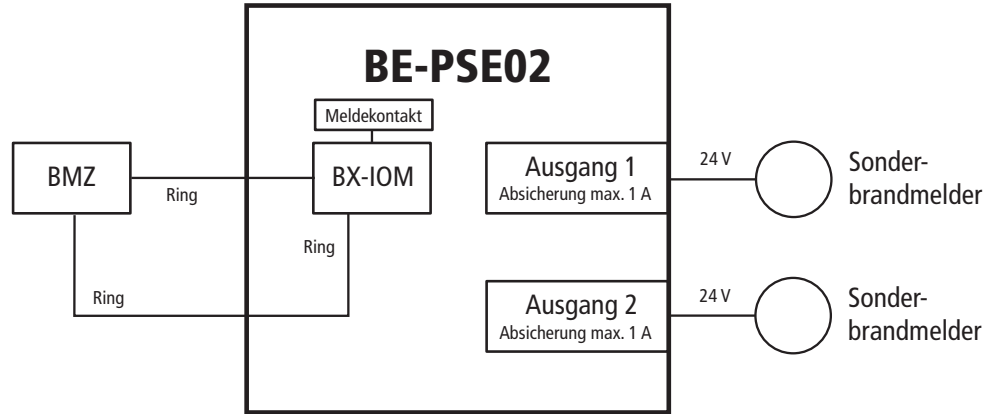 BE-PSE02
Meldekontakt
BMZ
Ring
BX-IOM
Ring
Ring
Ausgang 1
Absicherung max. 1 A
24 V
Sonder-
brandmelder
Ausgang 2
Absicherung max. 1 A
24 V
Sonder-
brandmelder